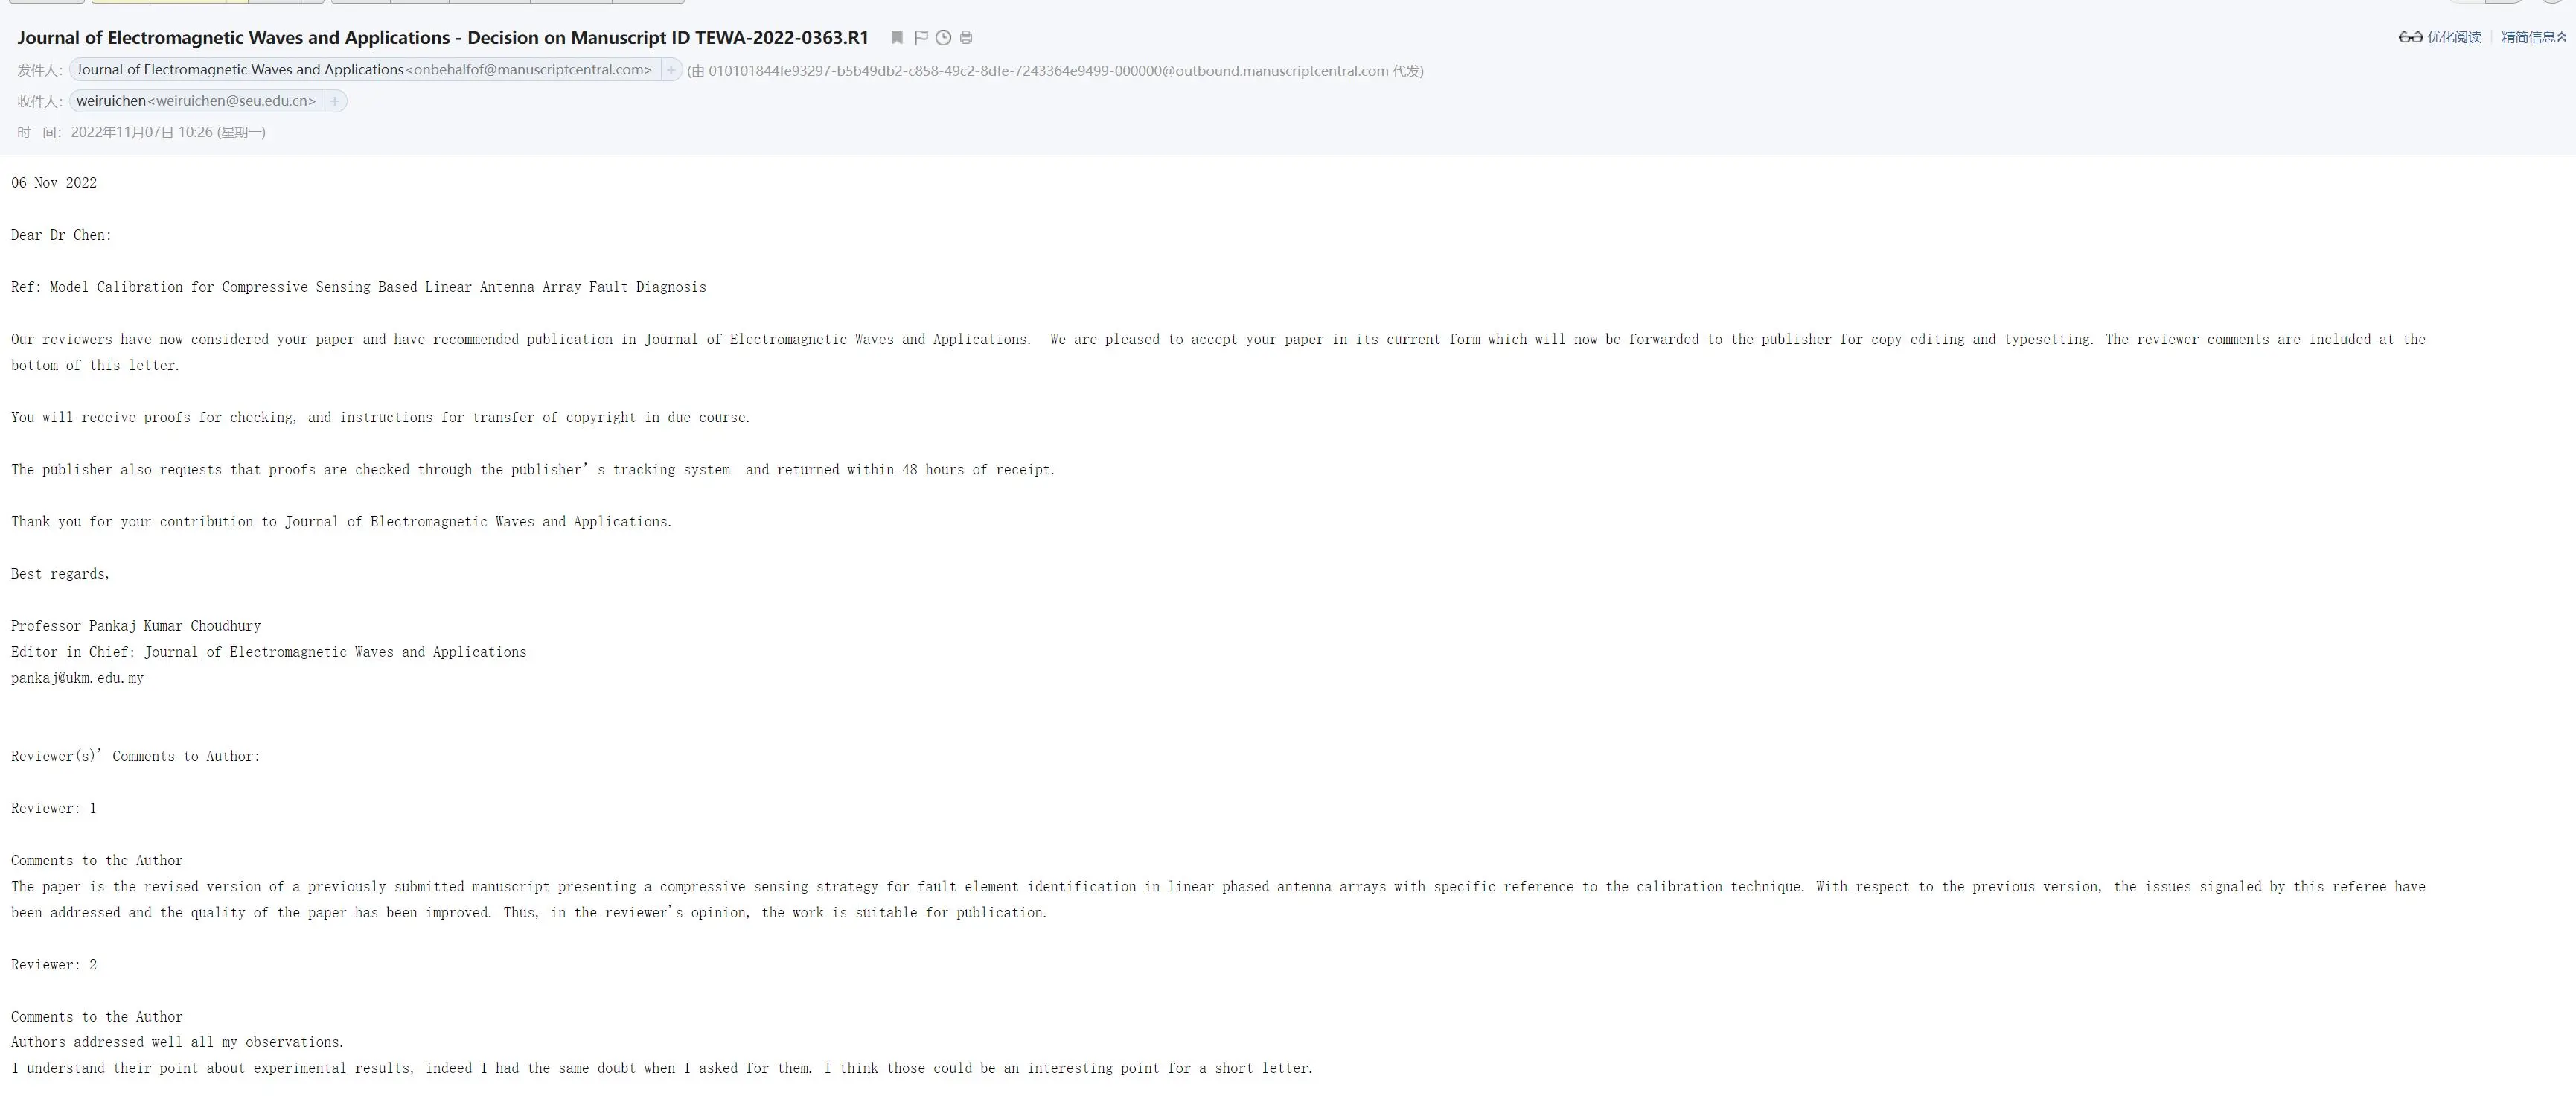 Journal of Electromagnetic Waves and Applications - Decision on Manuscript ID TEWA-2022-0363.R1
优化阅读 精简信息
发件人： Journal of Electromagnetic Waves and Applications<onbehalfof@manuscriptcentral.com> + (由 010101844fe93297-b5b49db2-c858-49c2-8dfe-7243364e9499-000000@outbound.manuscriptcentral.com 代发)
收件人： weiruichen<weiruichen@seu.edu.cn> +
时 间： 2022年11月07日 10:26 (星期一)
06-Nov-2022
Dear Dr Chen:
Ref: Model Calibration for Compressive Sensing Based Linear Antenna Array Fault Diagnosis
Our reviewers have now considered your paper and have recommended publication in Journal of Electromagnetic Waves and Applications.  We are pleased to accept your paper in its current form which will now be forwarded to the publisher for copy editing and typesetting. The reviewer comments are included at the
bottom of this letter.
You will receive proofs for checking, and instructions for transfer of copyright in due course.
The publisher also requests that proofs are checked through the publisher’s tracking system  and returned within 48 hours of receipt.
Thank you for your contribution to Journal of Electromagnetic Waves and Applications.
Best regards,
Professor Pankaj Kumar Choudhury
Editor in Chief; Journal of Electromagnetic Waves and Applications
pankaj@ukm.edu.my
Reviewer(s)’ Comments to Author:
Reviewer: 1
Comments to the Author
The paper is the revised version of a previously submitted manuscript presenting a compressive sensing strategy for fault element identification in linear phased antenna arrays with specific reference to the calibration technique. With respect to the previous version, the issues signaled by this referee have
been addressed and the quality of the paper has been improved. Thus, in the reviewer's opinion, the work is suitable for publication.
Reviewer: 2
Comments to the Author
Authors addressed well all my observations.
I understand their point about experimental results, indeed I had the same doubt when I asked for them. I think those could be an interesting point for a short letter.